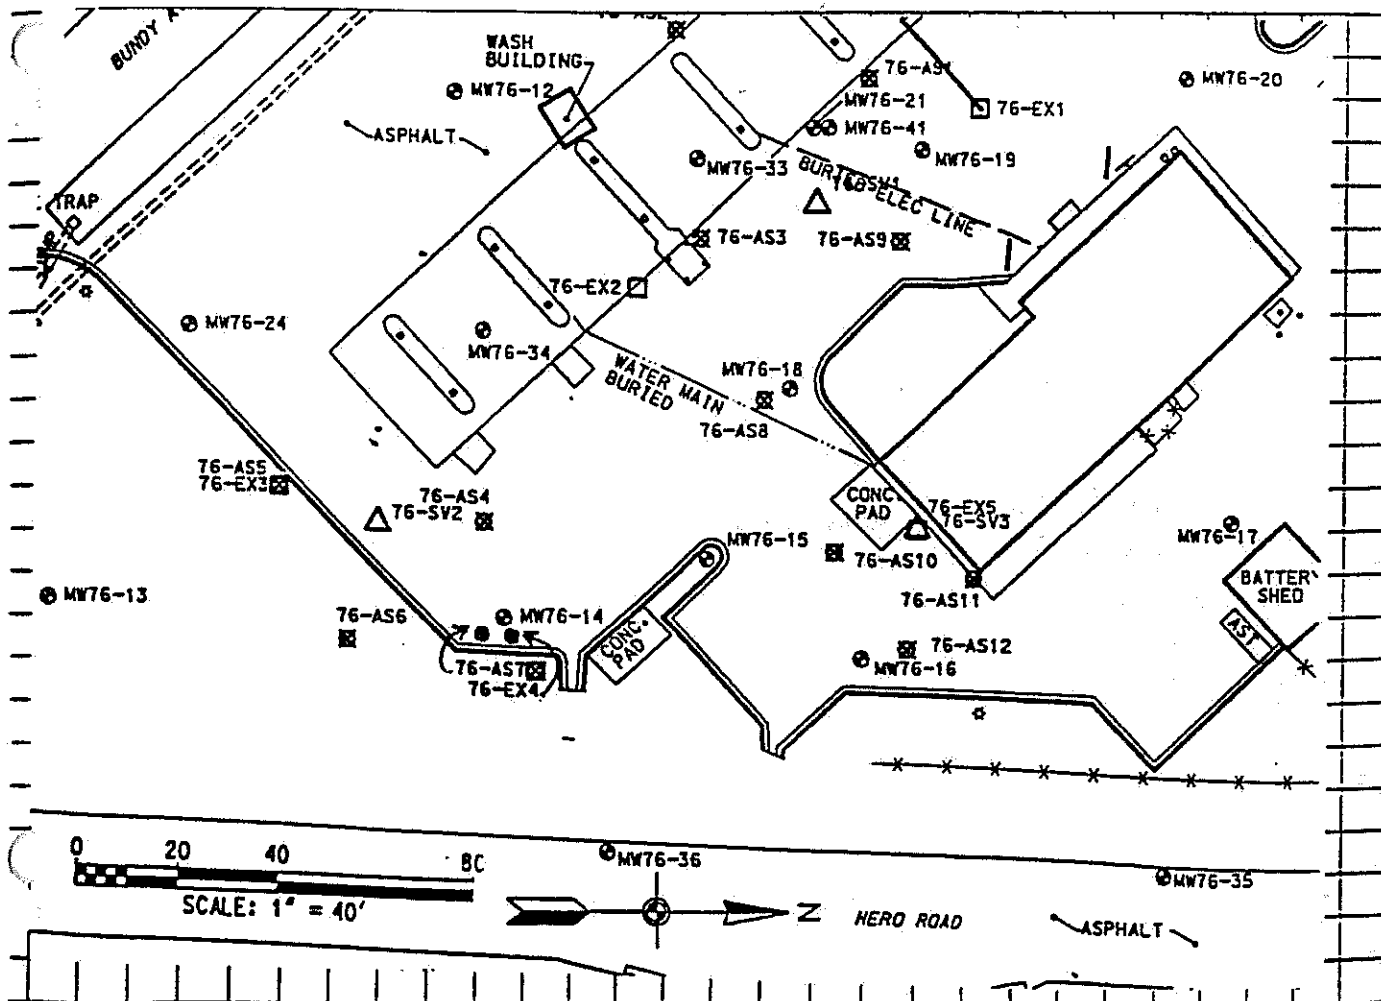 BUNDY
WASH
BUILDING
76-AS1
MW76-20
MW76-12
MW76-21
76-EX1
MW76-41
ASPHALT
MW76-33
MW76-19
BURIED ELEC LINE
TRAP
76-AS3
76-AS9
76-EX2
MW76-24
MW76-34
WATER MAIN
BURIED
MW76-18
76-AS8
76-AS5
76-EX3
76-AS4
76-SV2
CONC.
PAD
76-EX5
76-SV3
MW76-15
MW76-17
76-AS10
BATTER
SHED
76-AS11
MW76-13
76-AS6
MW76-14
CONC.
PAD
AST
76-AS12
MW76-16
76-AS7
76-EX4
0 20 40
SCALE: 1" = 40'
MW76-36
MW76-35
N
HERO ROAD
ASPHALT